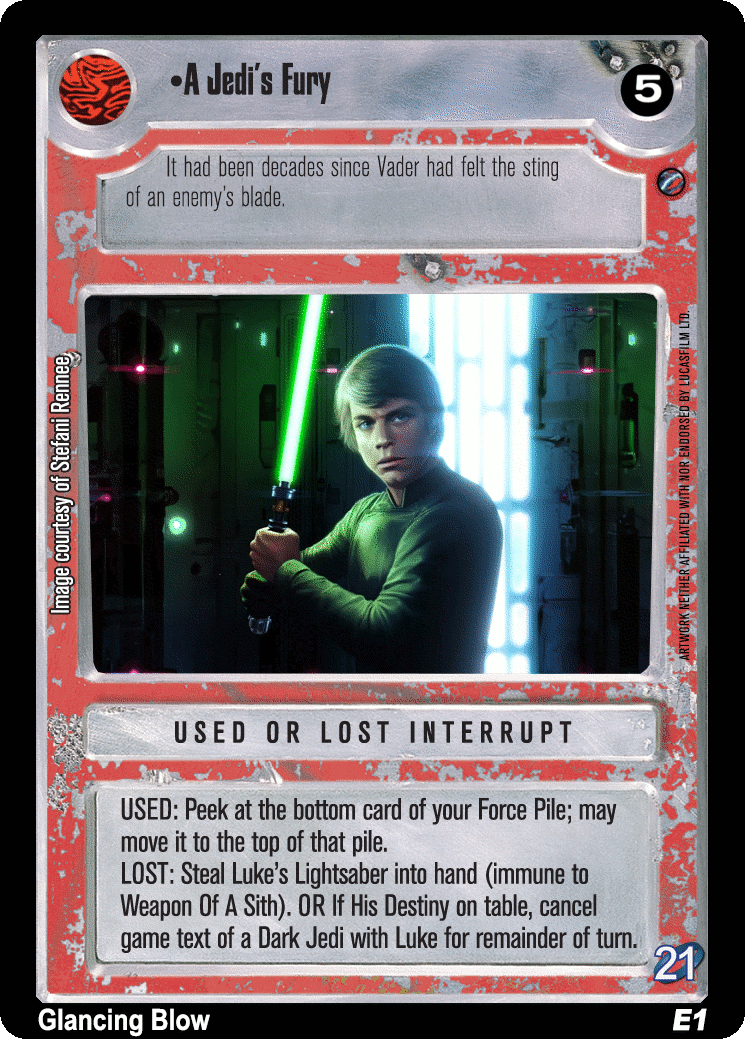 •A Jedi's Fury
5
It had been decades since Vader had felt the sting
of an enemy's blade.
Image courtesy of Stefani Rennee
ARTWORK NEITHER AFFILIATED WITH NOR ENDORSED BY LUCASFILM LTD.
USED OR LOST INTERRUPT
USED: Peek at the bottom card of your Force Pile; may
move it to the top of that pile.
LOST: Steal Luke's Lightsaber into hand (immune to
Weapon Of A Sith). OR If His Destiny on table, cancel
game text of a Dark Jedi with Luke for remainder of turn.
21
Glancing Blow
E1